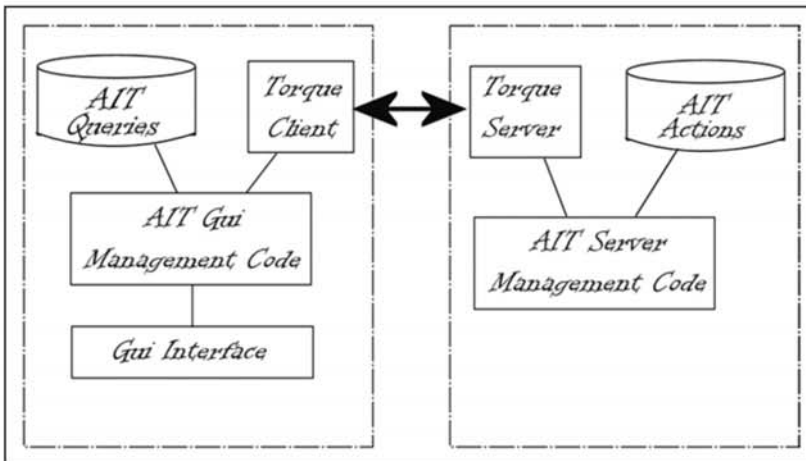 AIT
Queries
Torque
Client
AIT Gui
Management Code
Gui Interface
Torque
Server
AIT
Actions
AIT Server
Management Code